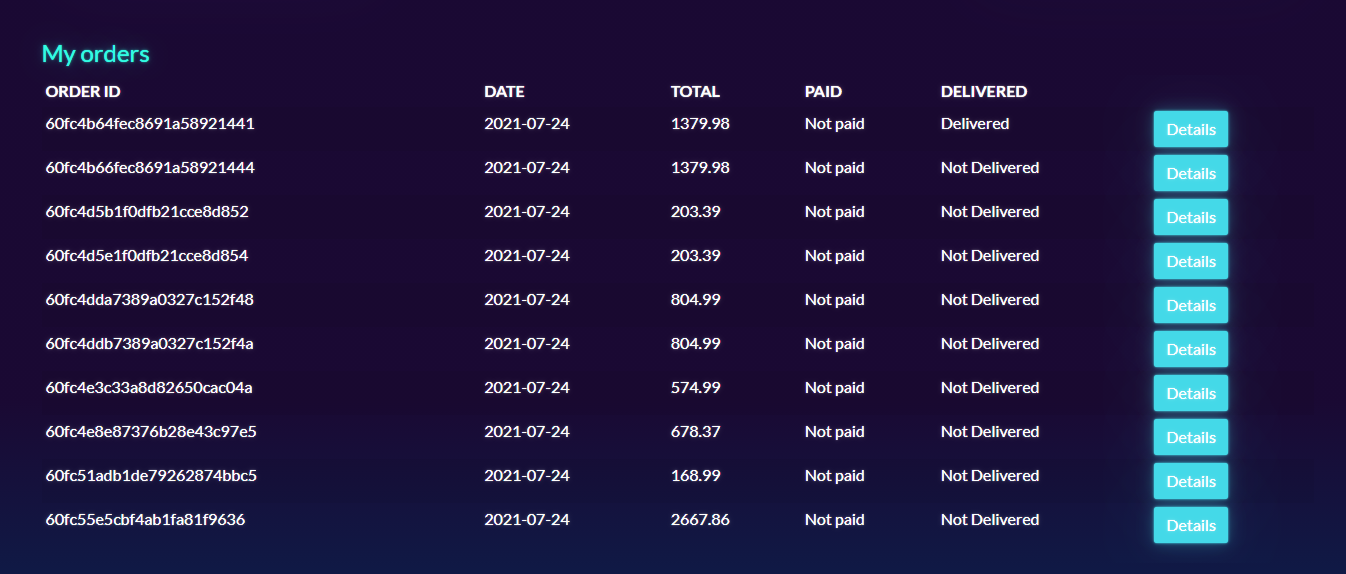 My orders
ORDER ID DATE TOTAL PAID DELIVERED
60fc4b64fec8691a58921441 2021-07-24 1379.98 Not paid Delivered Details
60fc4b66fec8691a58921444 2021-07-24 1379.98 Not paid Not Delivered Details
60fc4d5b1f0dfb21cce8d852 2021-07-24 203.39 Not paid Not Delivered Details
60fc4d5e1f0dfb21cce8d854 2021-07-24 203.39 Not paid Not Delivered Details
60fc4dda7389a0327c152f48 2021-07-24 804.99 Not paid Not Delivered Details
60fc4ddb7389a0327c152f4a 2021-07-24 804.99 Not paid Not Delivered Details
60fc4e3c33a8d82650cac04a 2021-07-24 574.99 Not paid Not Delivered Details
60fc4e8e87376b28e43c97e5 2021-07-24 678.37 Not paid Not Delivered Details
60fc51adb1de79262874bbc5 2021-07-24 168.99 Not paid Not Delivered Details
60fc55e5cbf4ab1fa81f9636 2021-07-24 2667.86 Not paid Not Delivered Details